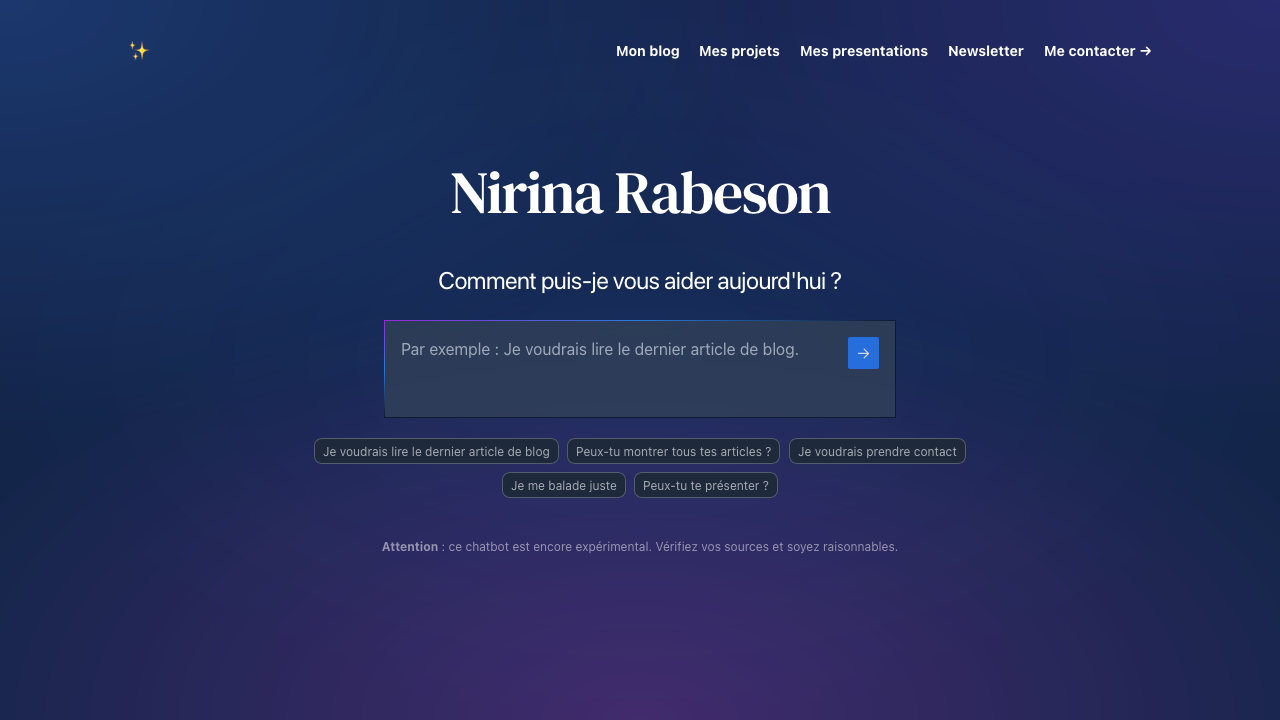 Mon blog Mes projets Mes presentations Newsletter Me contacter →
Nirina Rabeson
Comment puis-je vous aider aujourd'hui ?
Par exemple : Je voudrais lire le dernier article de blog.
→
Je voudrais lire le dernier article de blog Peux-tu montrer tous tes articles ? Je voudrais prendre contact
Je me balade juste Peux-tu te présenter ?
Attention : ce chatbot est encore expérimental. Vérifiez vos sources et soyez raisonnables.